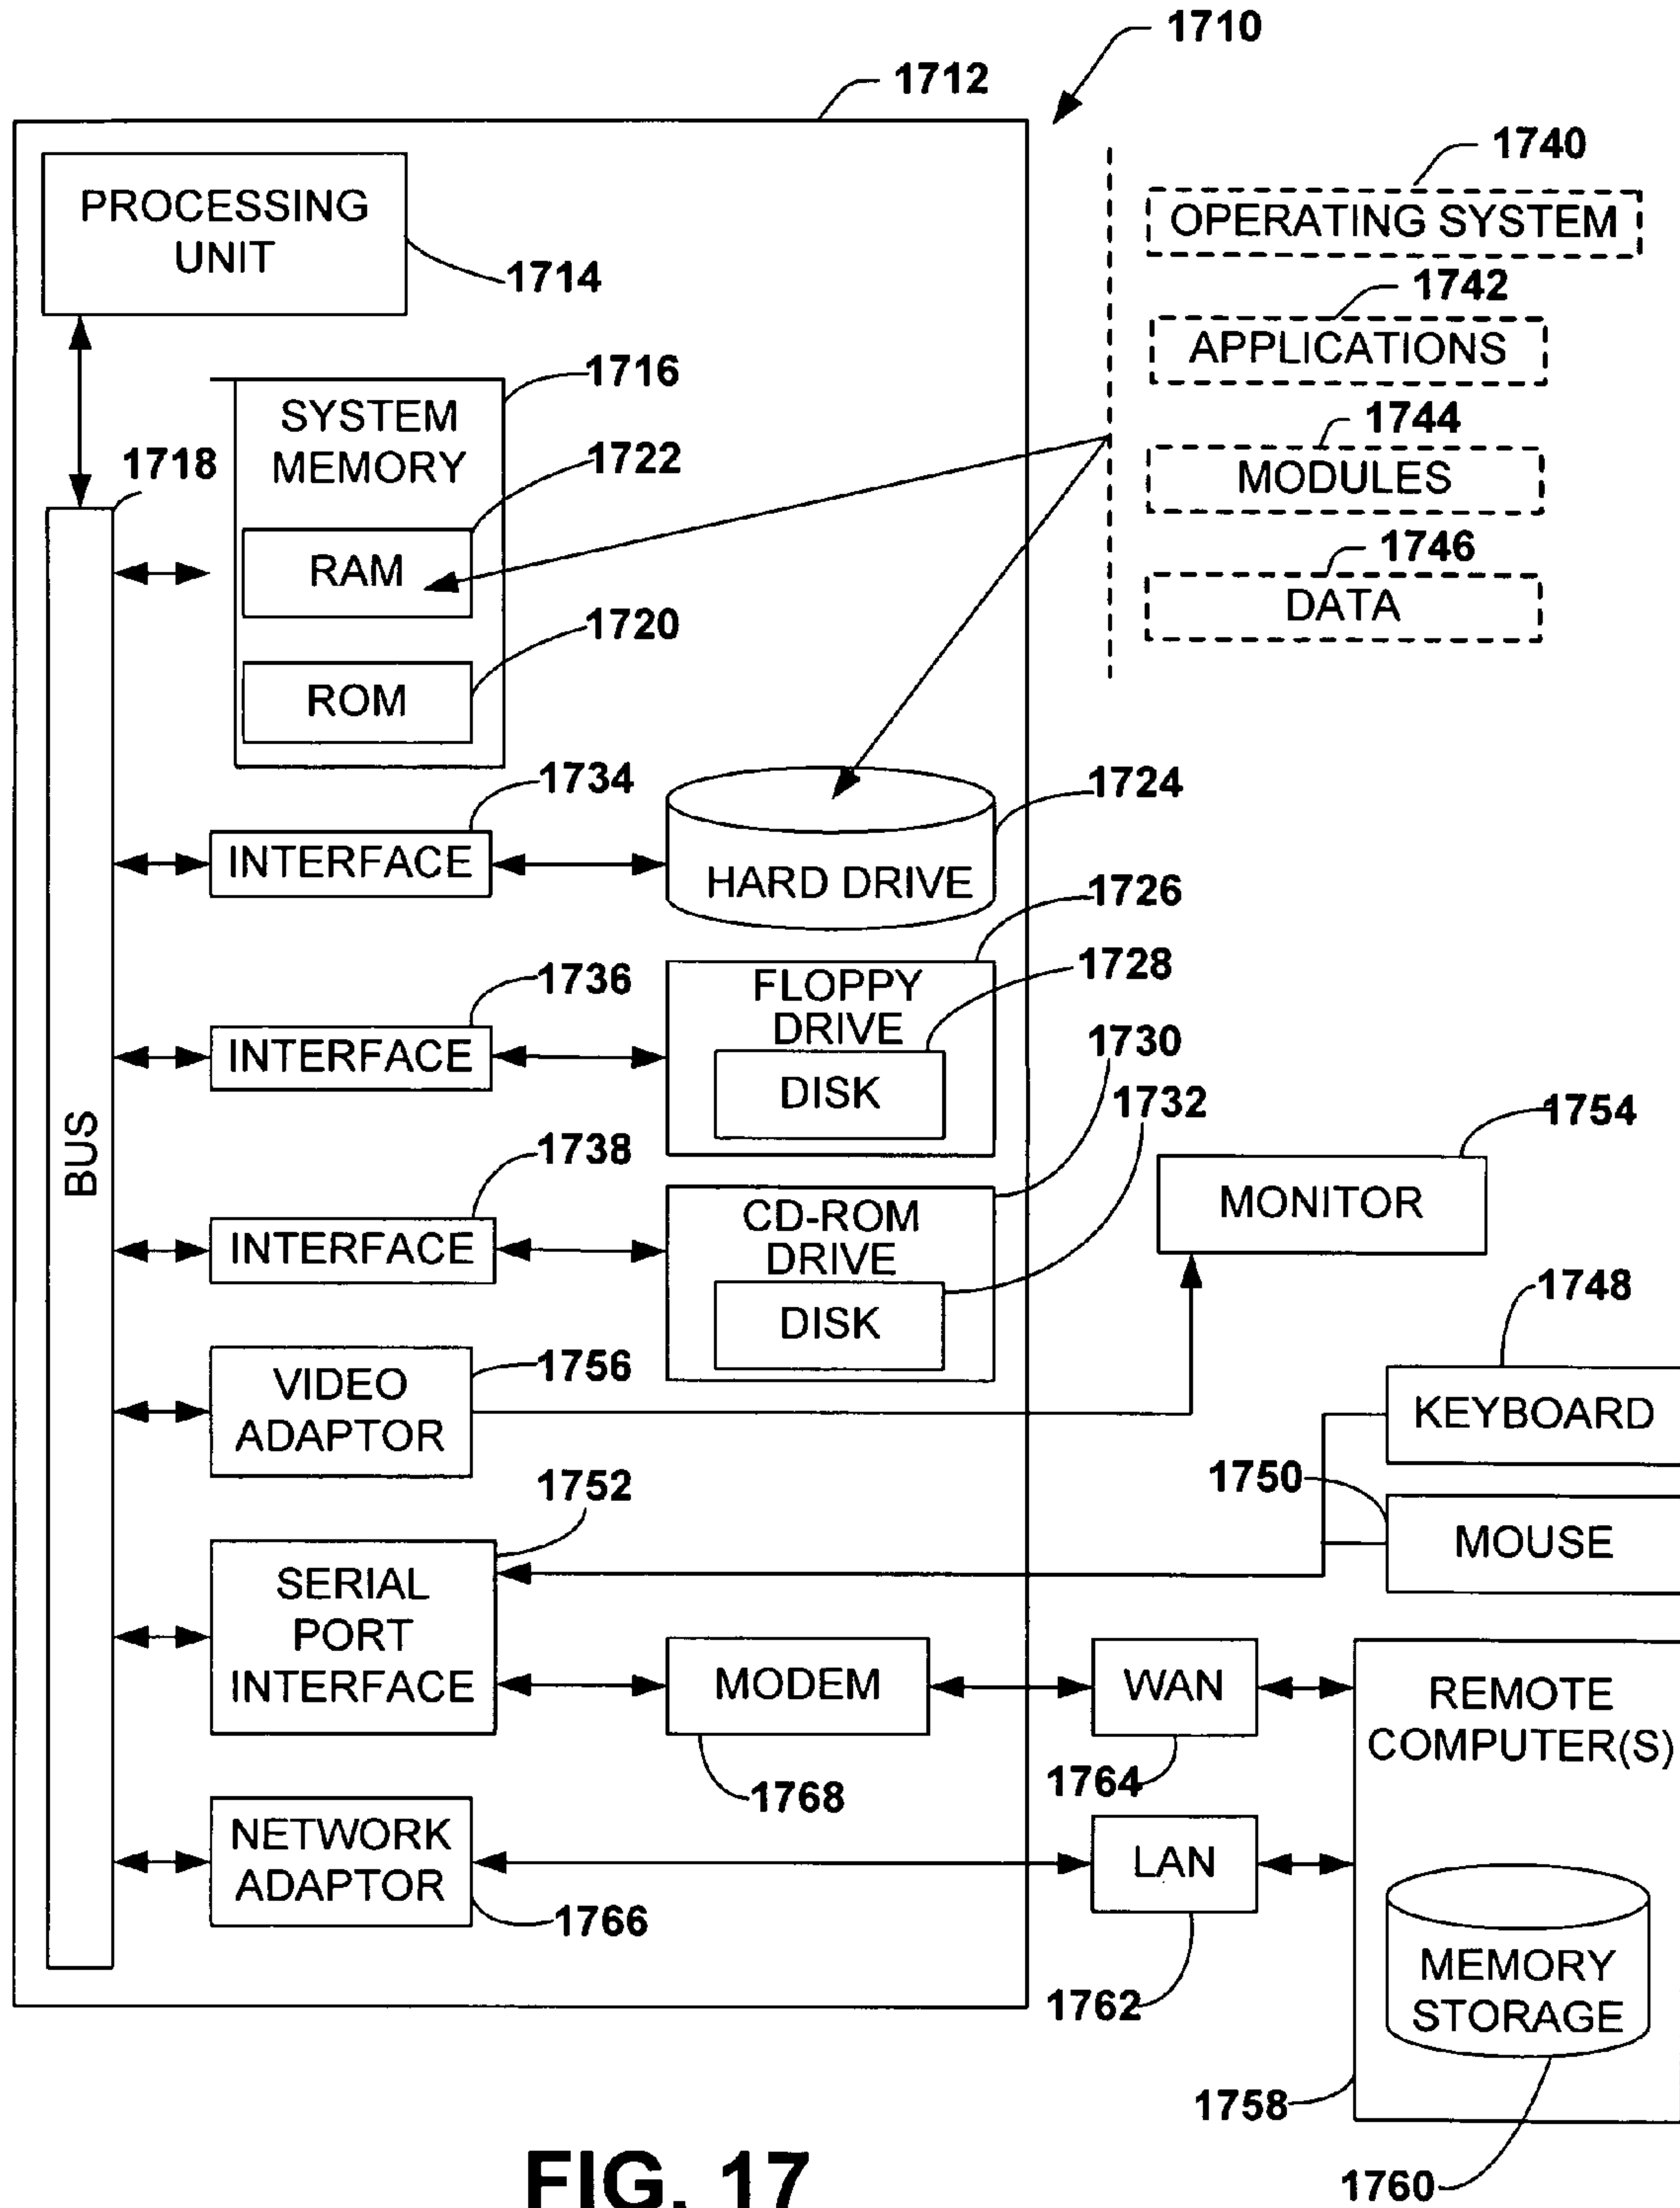 1710
1712
1740
PROCESSING
UNIT
OPERATING SYSTEM
1714
1742
APPLICATIONS
1716
SYSTEM
MEMORY
1744
1718
1722
MODULES
RAM
1746
DATA
1720
ROM
1734
1724
INTERFACE
HARD DRIVE
1726
1736
FLOPPY
DRIVE
1728
INTERFACE
1730
DISK
1732
1754
BUS
1738
MONITOR
INTERFACE
CD-ROM
DRIVE
1748
DISK
1756
VIDEO
ADAPTOR
KEYBOARD
1752
1750
MOUSE
SERIAL
PORT
INTERFACE
MODEM
WAN
REMOTE
COMPUTER(S)
1768
1764
NETWORK
ADAPTOR
LAN
1766
1762
MEMORY
STORAGE
1758
1760
FIG. 17